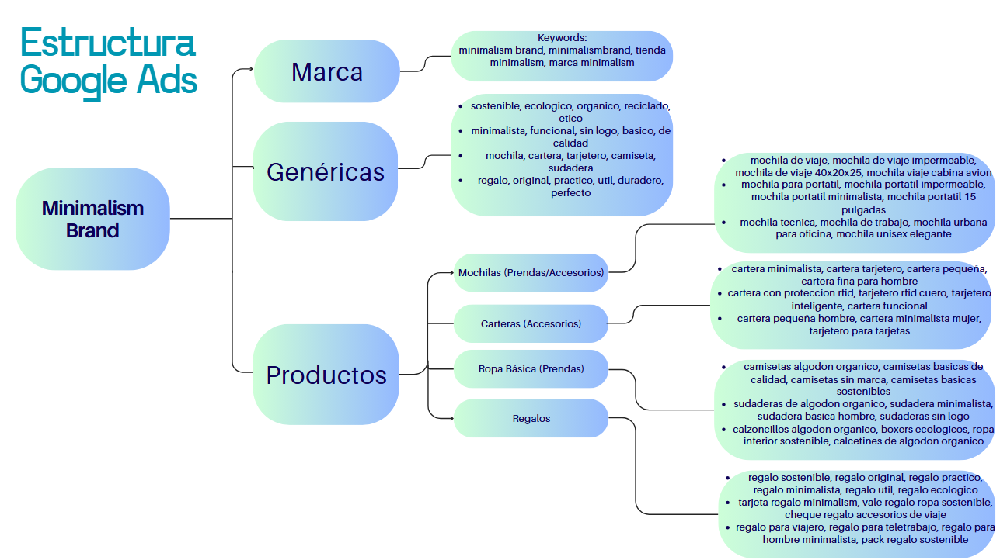 Estructura
Google Ads
Minimalism
Brand
Marca
Keywords:
minimalism brand, minimalismbrand, tienda
minimalism, marca minimalism
Genéricas
• sostenible, ecologico, organico, reciclado,
etico
• minimalista, funcional, sin logo, basico, de
calidad
• mochila, cartera, tarjetero, camiseta,
sudadera
• regalo, original, practico, util, duradero,
perfecto
Productos
Mochilas (Prendas/Accesorios)
• mochila de viaje, mochila de viaje impermeable,
mochila de viaje 40x20x25, mochila viaje cabina avion
• mochila para portatil, mochila portatil impermeable,
mochila portatil minimalista, mochila portatil 15
pulgadas
• mochila tecnica, mochila de trabajo, mochila urbana
para oficina, mochila unisex elegante
Carteras (Accesorios)
• cartera minimalista, cartera tarjetero, cartera pequeña,
cartera fina para hombre
• cartera con proteccion rfid, tarjetero rfid cuero, tarjetero
inteligente, cartera funcional
• cartera pequeña hombre, cartera minimalista mujer,
tarjetero para tarjetas
Ropa Básica (Prendas)
• camisetas algodon organico, camisetas basicas de
calidad, camisetas sin marca, camisetas basicas
sostenibles
• sudaderas de algodon organico, sudadera minimalista,
sudadera basica hombre, sudaderas sin logo
• calzoncillos algodon organico, boxers ecologicos, ropa
interior sostenible, calcetines de algodon organico
Regalos
• regalo sostenible, regalo original, regalo practico,
regalo minimalista, regalo util, regalo ecologico
• tarjeta regalo minimalism, vale regalo ropa sostenible,
cheque regalo accesorios de viaje
• regalo para viajero, regalo para teletrabajo, regalo para
hombre minimalista, pack regalo sostenible